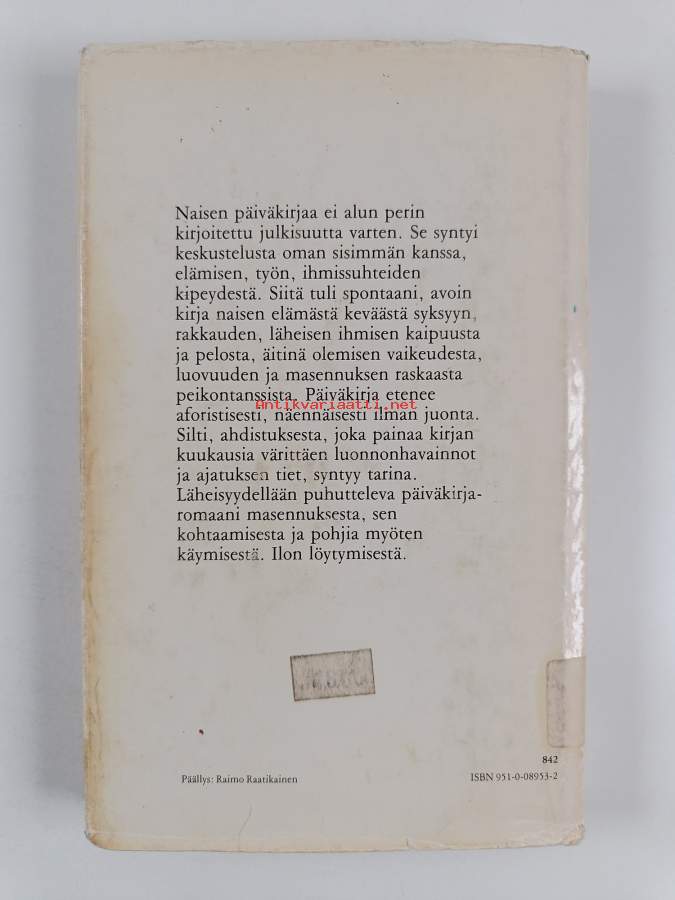 Naisen päiväkirjaa ei alun perin
kirjoitettu julkisuutta varten. Se syntyi
keskustelusta oman sisimmän kanssa,
elämisen, työn, ihmissuhteiden
kipeydestä. Siitä tuli spontaani, avoin
kirja naisen elämästä keväästä syksyyn,
rakkauden, läheisen ihmisen kaipuusta
ja pelosta, äitinä olemisen vaikeudesta,
luovuuden ja masennuksen raskaasta
peikontanssista. Päiväkirja etenee
Antikvariaatti.net
aforistisesti, näennäisesti ilman juonta.
Silti, ahdistuksesta, joka painaa kirjan
kuukausia värittäen luonnonhavainnot
ja ajatuksen tiet, syntyy tarina.
Läheisyydellään puhutteleva päiväkirja-
romaani masennuksesta, sen
kohtaamisesta ja pohjia myöten
käymisestä. Ilon löytymisestä.
842
Päällys: Raimo Raatikainen
ISBN 951-0-08953-2